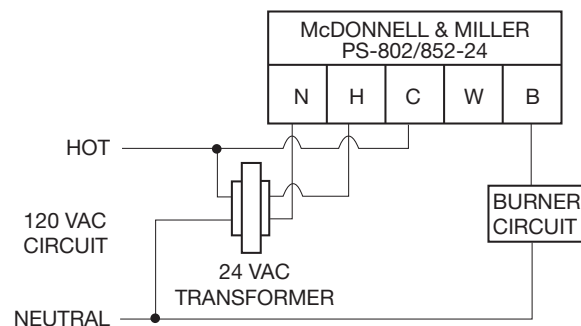 McDONNELL & MILLER
PS-802/852-24
N H C W B
HOT
120 VAC
CIRCUIT
24 VAC
TRANSFORMER
BURNER
CIRCUIT
NEUTRAL